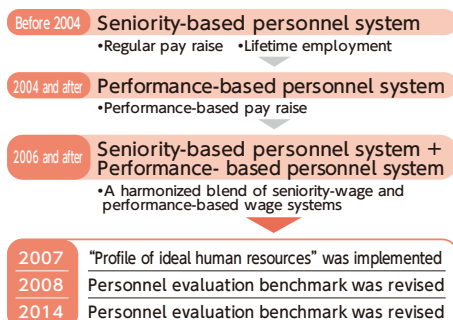 Before 2004 Seniority-based personnel system
•Regular pay raise •Lifetime employment
2004 and after Performance-based personnel system
•Performance-based pay raise
2006 and after Seniority-based personnel system +
Performance- based personnel system
•A harmonized blend of seniority-wage and
performance-based wage systems
2007 "Profile of ideal human resources" was implemented
2008 Personnel evaluation benchmark was revised
2014 Personnel evaluation benchmark was revised